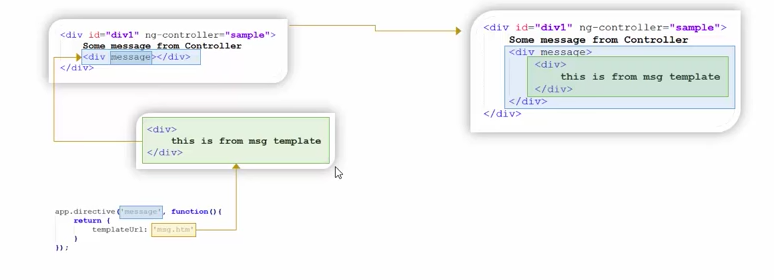 <div id="div1" ng-controller="sample">
Some message from Controller
<div message></div>
</div>
<div>
this is from msg template
</div>
app.directive('message', function(){
return {
templateUrl: 'msg.htm'
}
});
<div id="div1" ng-controller="sample">
Some message from Controller
<div message>
<div>
this is from msg template
</div>
</div>
</div>